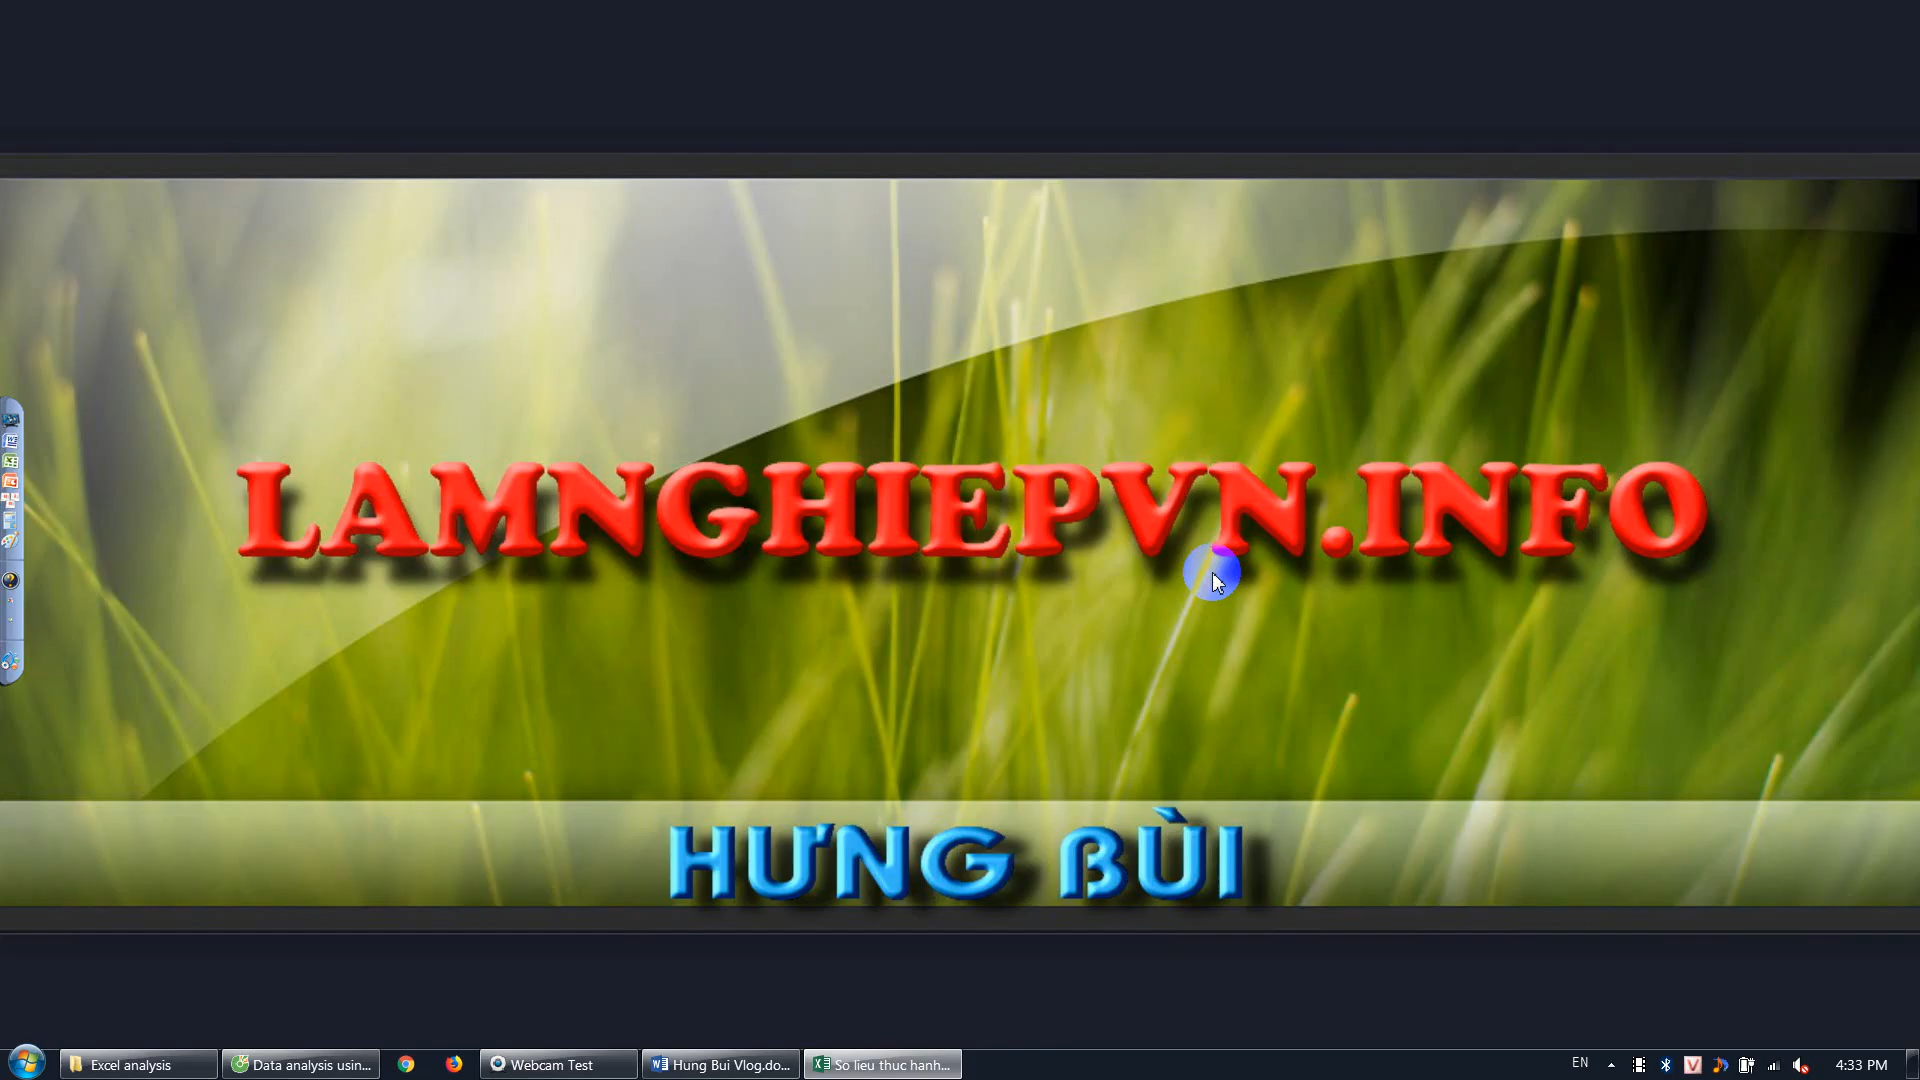 LAMNGHIEPVN.INFO
HƯNG BÙI
Excel analysis
Data analysis usin...
Webcam Test
Hung Bui Vlog.do...
So lieu thuc hanh...
EN
4:33 PM